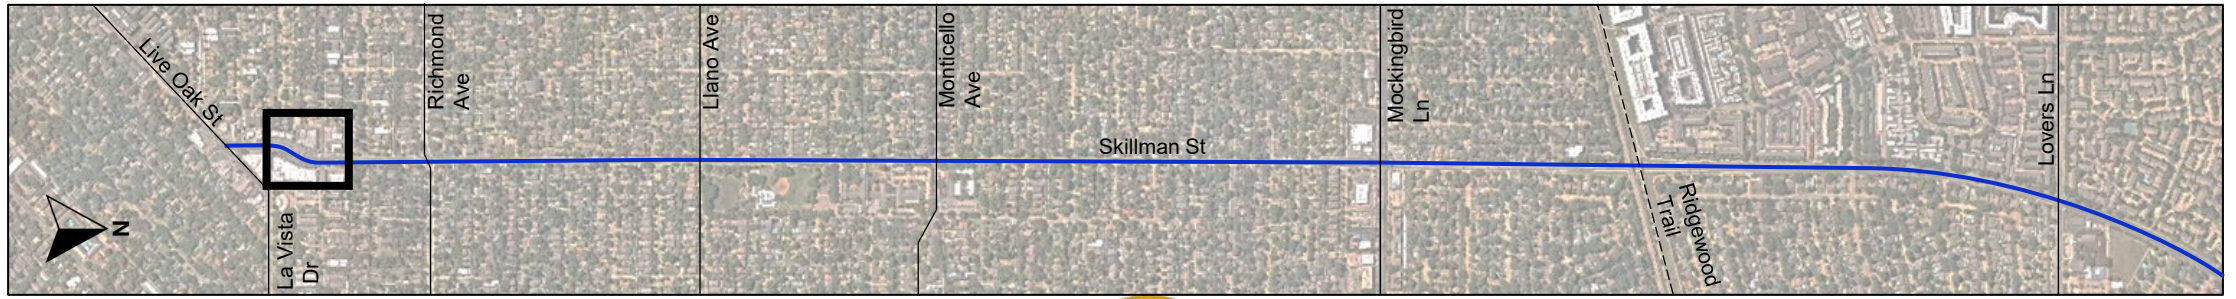 Live Oak St
La Vista
Dr
Richmond
Ave
Llano Ave
Monticello
Ave
Skillman St
Mockingbird
Ln
Ridgewood
Trail
Lovers Ln
N